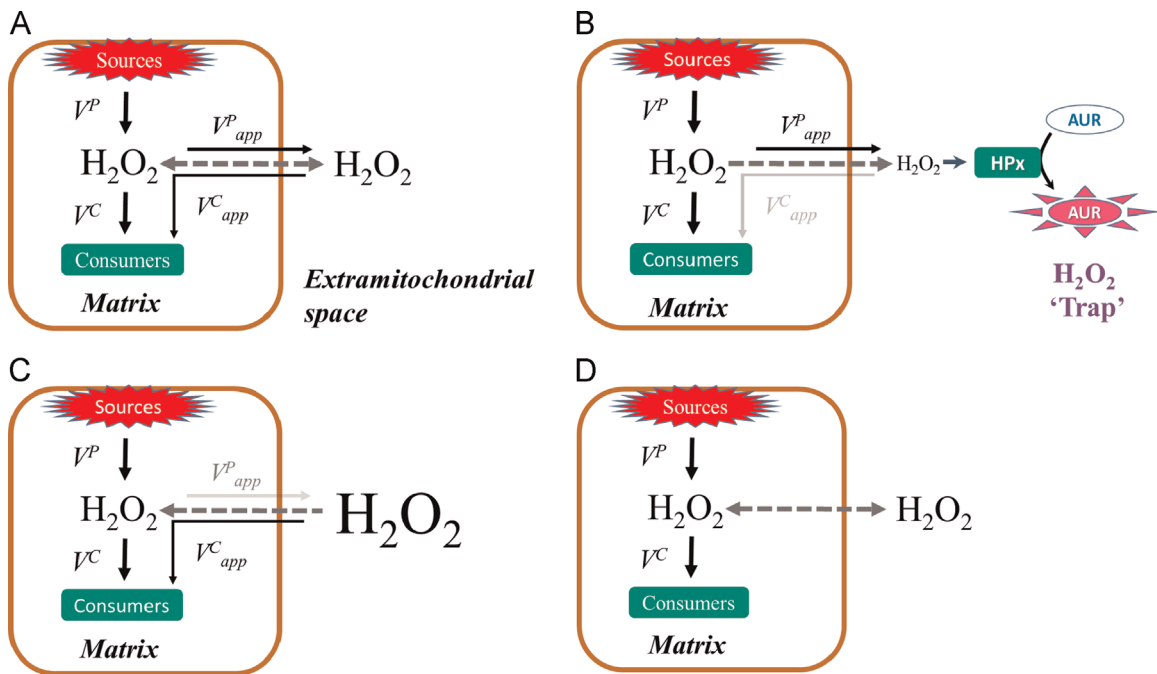 A
Sources
V^P
V^P_app
H₂O₂
H₂O₂
V^C
V^C_app
Consumers
Matrix
Extramitochondrial
space
B
Sources
V^P
V^P_app
AUR
H₂O₂
H₂O₂
HPx
V^C
V^C_app
AUR
Consumers
Matrix
H₂O₂
‘Trap’
C
Sources
V^P
V^P_app
H₂O₂
H₂O₂
V^C
V^C_app
Consumers
Matrix
D
Sources
V^P
H₂O₂
H₂O₂
V^C
Consumers
Matrix